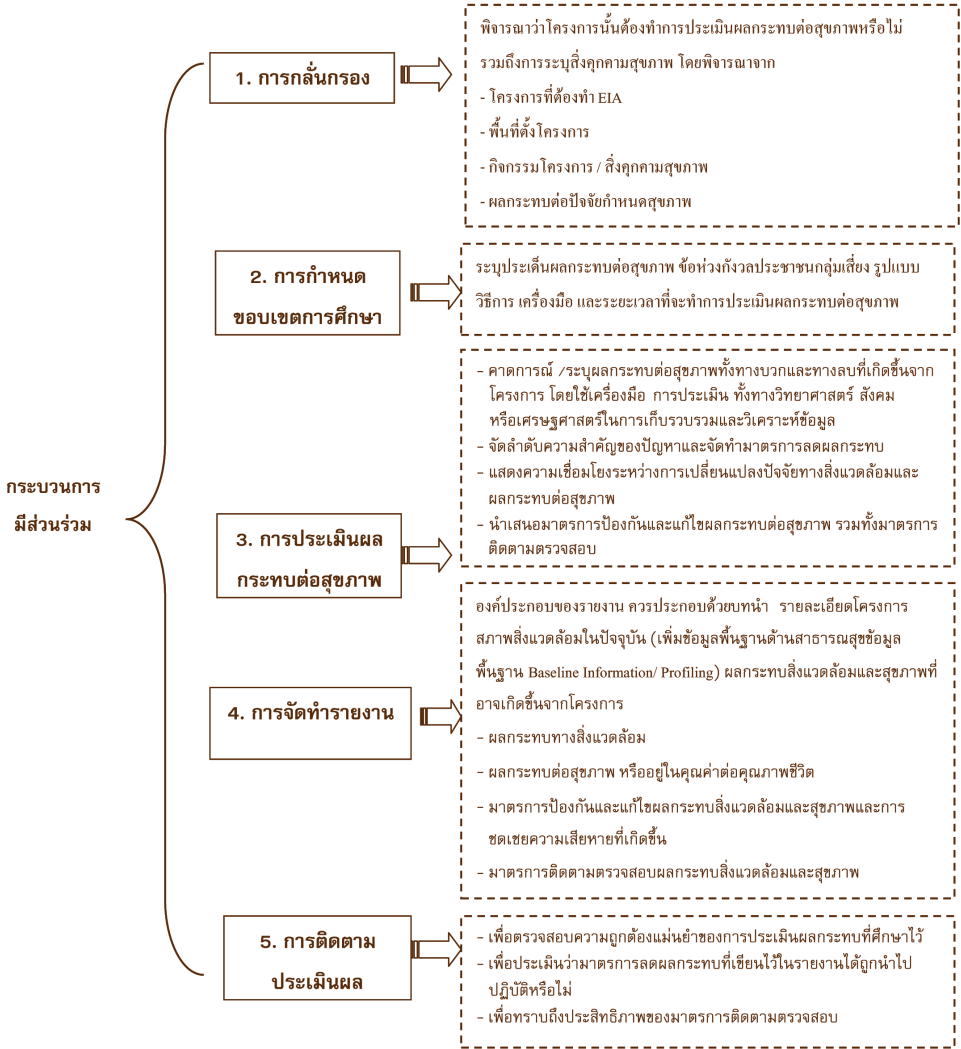 กระบวนการ
มีส่วนร่วม
1. การกลั่นกรอง
พิจารณาว่าโครงการนั้นต้องทำการประเมินผลกระทบต่อสุขภาพหรือไม่
รวมถึงการระบุสิ่งคุกคามสุขภาพ โดยพิจารณาจาก
- โครงการที่ต้องทำ EIA
- พื้นที่ตั้งโครงการ
- กิจกรรมโครงการ / สิ่งคุกคามสุขภาพ
- ผลกระทบต่อปัจจัยกำหนดสุขภาพ
2. การกำหนด
ขอบเขตการศึกษา
ระบุประเด็นผลกระทบต่อสุขภาพ ข้อห่วงกังวลประชาชนกลุ่มเสี่ยง รูปแบบ
วิธีการ เครื่องมือ และระยะเวลาที่จะทำการประเมินผลกระทบต่อสุขภาพ
3. การประเมินผล
กระทบต่อสุขภาพ
– คาดการณ์ /ระบุผลกระทบต่อสุขภาพทั้งทางบวกและทางลบที่เกิดขึ้นจาก
โครงการ โดยใช้เครื่องมือ การประเมิน ทั้งทางวิทยาศาสตร์ สังคม
หรือเศรษฐศาสตร์ในการเก็บรวบรวมและวิเคราะห์ข้อมูล
– จัดลำดับความสำคัญของปัญหาและจัดทำมาตรการลดผลกระทบ
– แสดงความเชื่อมโยงระหว่างการเปลี่ยนแปลงปัจจัยทางสิ่งแวดล้อมและ
ผลกระทบต่อสุขภาพ
– นำเสนอมาตรการป้องกันและแก้ไขผลกระทบต่อสุขภาพ รวมทั้งมาตรการ
ติดตามตรวจสอบ
4. การจัดทำรายงาน
องค์ประกอบของรายงาน ควรประกอบด้วยบทนำ รายละเอียดโครงการ
สภาพสิ่งแวดล้อมในปัจจุบัน (เพิ่มข้อมูลพื้นฐานด้านสาธารณสุขข้อมูล
พื้นฐาน Baseline Information/ Profiling) ผลกระทบสิ่งแวดล้อมและสุขภาพที่
อาจเกิดขึ้นจากโครงการ
– ผลกระทบทางสิ่งแวดล้อม
– ผลกระทบต่อสุขภาพ หรืออยู่ในคุณค่าต่อคุณภาพชีวิต
– มาตรการป้องกันและแก้ไขผลกระทบสิ่งแวดล้อมและสุขภาพและการ
ชดเชยความเสียหายที่เกิดขึ้น
– มาตรการติดตามตรวจสอบผลกระทบสิ่งแวดล้อมและสุขภาพ
5. การติดตาม
ประเมินผล
– เพื่อตรวจสอบความถูกต้องแม่นยำของการประเมินผลกระทบที่ศึกษาไว้
– เพื่อประเมินว่ามาตรการลดผลกระทบที่เขียนไว้ในรายงานได้ถูกนำไป
ปฏิบัติหรือไม่
– เพื่อทราบถึงประสิทธิภาพของมาตรการติดตามตรวจสอบ